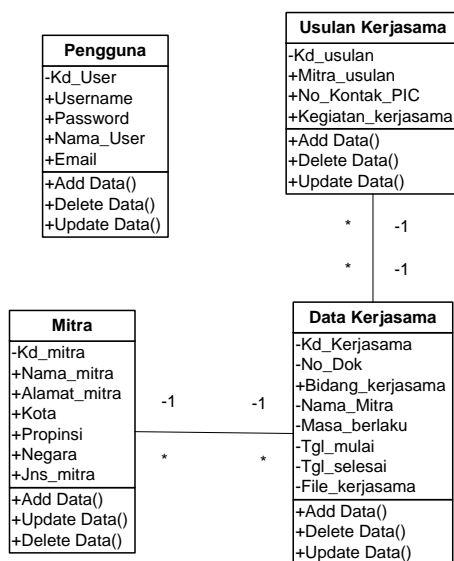 Pengguna
-Kd_User
+Username
+Password
+Nama_User
+Email
+Add Data()
+Delete Data()
+Update Data()
Usulan Kerjasama
-Kd_usulan
+Mitra_usulan
+No_Kontak_PIC
+Kegiatan_kerjasama
+Add Data()
+Delete Data()
+Update Data()
* -1
* -1
Mitra
-Kd_mitra
+Nama_mitra
+Alamat_mitra
+Kota
+Propinsi
+Negara
+Jns_mitra
+Add Data()
+Update Data()
+Delete Data()
-1 -1
* *
Data Kerjasama
-Kd_Kerjasama
-No_Dok
+Bidang_kerjasama
-Nama_Mitra
-Masa_berlaku
-Tgl_mulai
-Tgl_selesai
-File_kerjasama
+Add Data()
+Delete Data()
+Update Data()